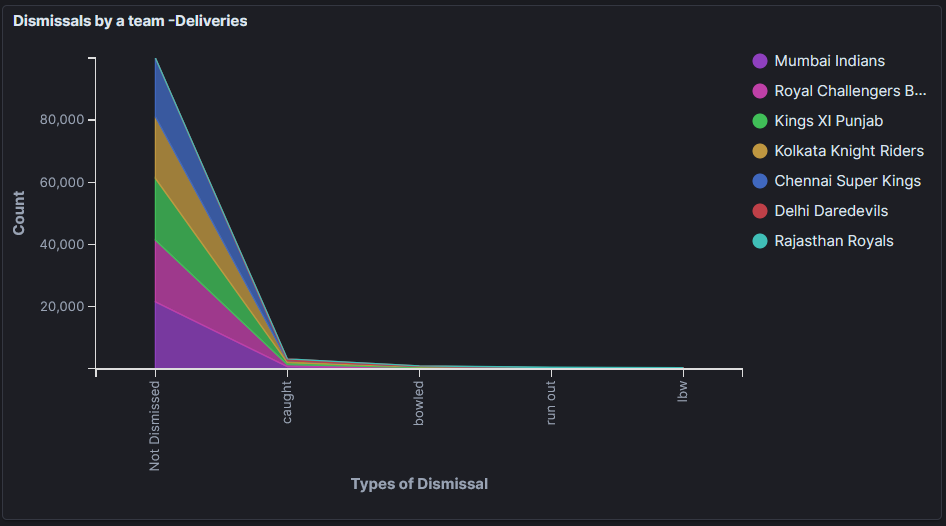 Dismissals by a team -Deliveries
Mumbai Indians
Royal Challengers B...
Kings XI Punjab
Kolkata Knight Riders
Chennai Super Kings
Delhi Daredevils
Rajasthan Royals
80,000
60,000
40,000
20,000
Count
Not Dismissed
caught
bowled
run out
lbw
Types of Dismissal